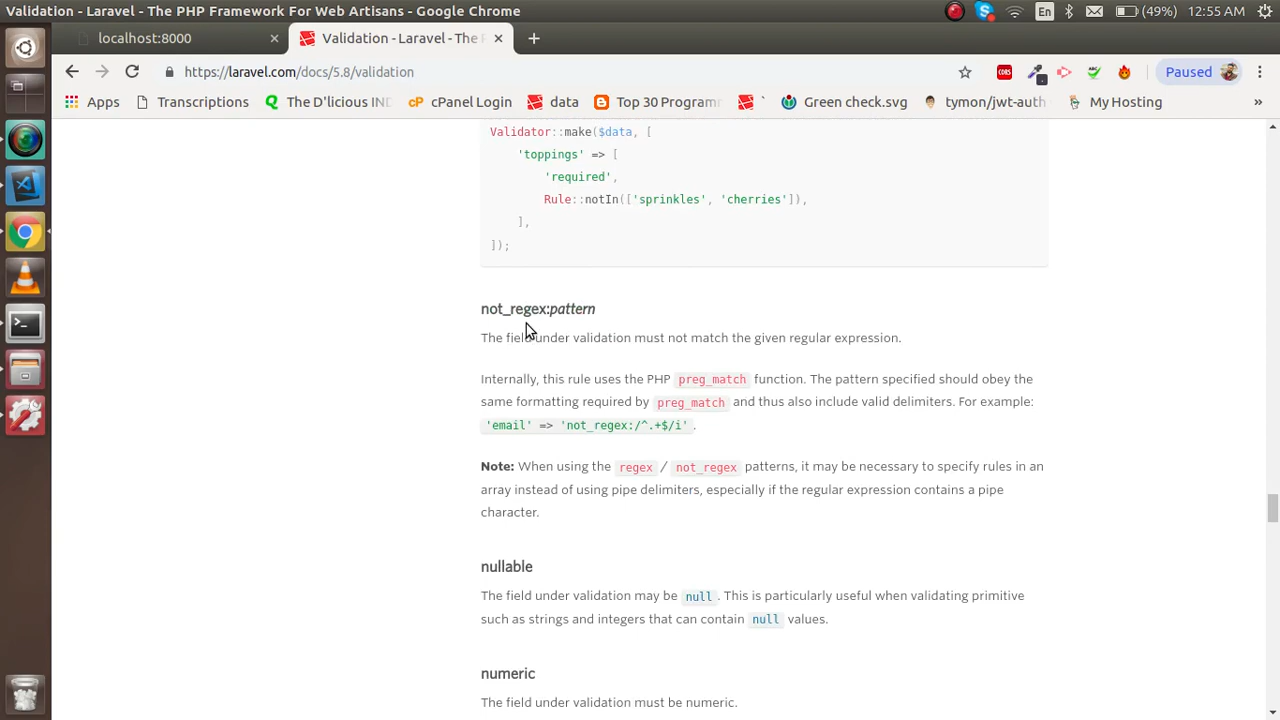 Validation - Laravel - The PHP Framework For Web Artisans - Google Chrome
En
(49%)
12:55 AM
localhost:8000
Validation - Laravel - The P
https://laravel.com/docs/5.8/validation
CORS
Paused
Apps
Transcriptions
The D'licious IND
cPanel Login
data
Top 30 Programm
`
Green check.svg
tymon/jwt-auth
My Hosting
»
Validator::make($data, [
'toppings' => [
'required',
Rule::notIn(['sprinkles', 'cherries']),
],
]);
not_regex:pattern
The field under validation must not match the given regular expression.
Internally, this rule uses the PHP preg_match function. The pattern specified should obey the
same formatting required by preg_match and thus also include valid delimiters. For example:
'email' => 'not_regex:/^.+$/i'.
Note: When using the regex / not_regex patterns, it may be necessary to specify rules in an
array instead of using pipe delimiters, especially if the regular expression contains a pipe
character.
nullable
The field under validation may be null. This is particularly useful when validating primitive
such as strings and integers that can contain null values.
numeric
The field under validation must be numeric.